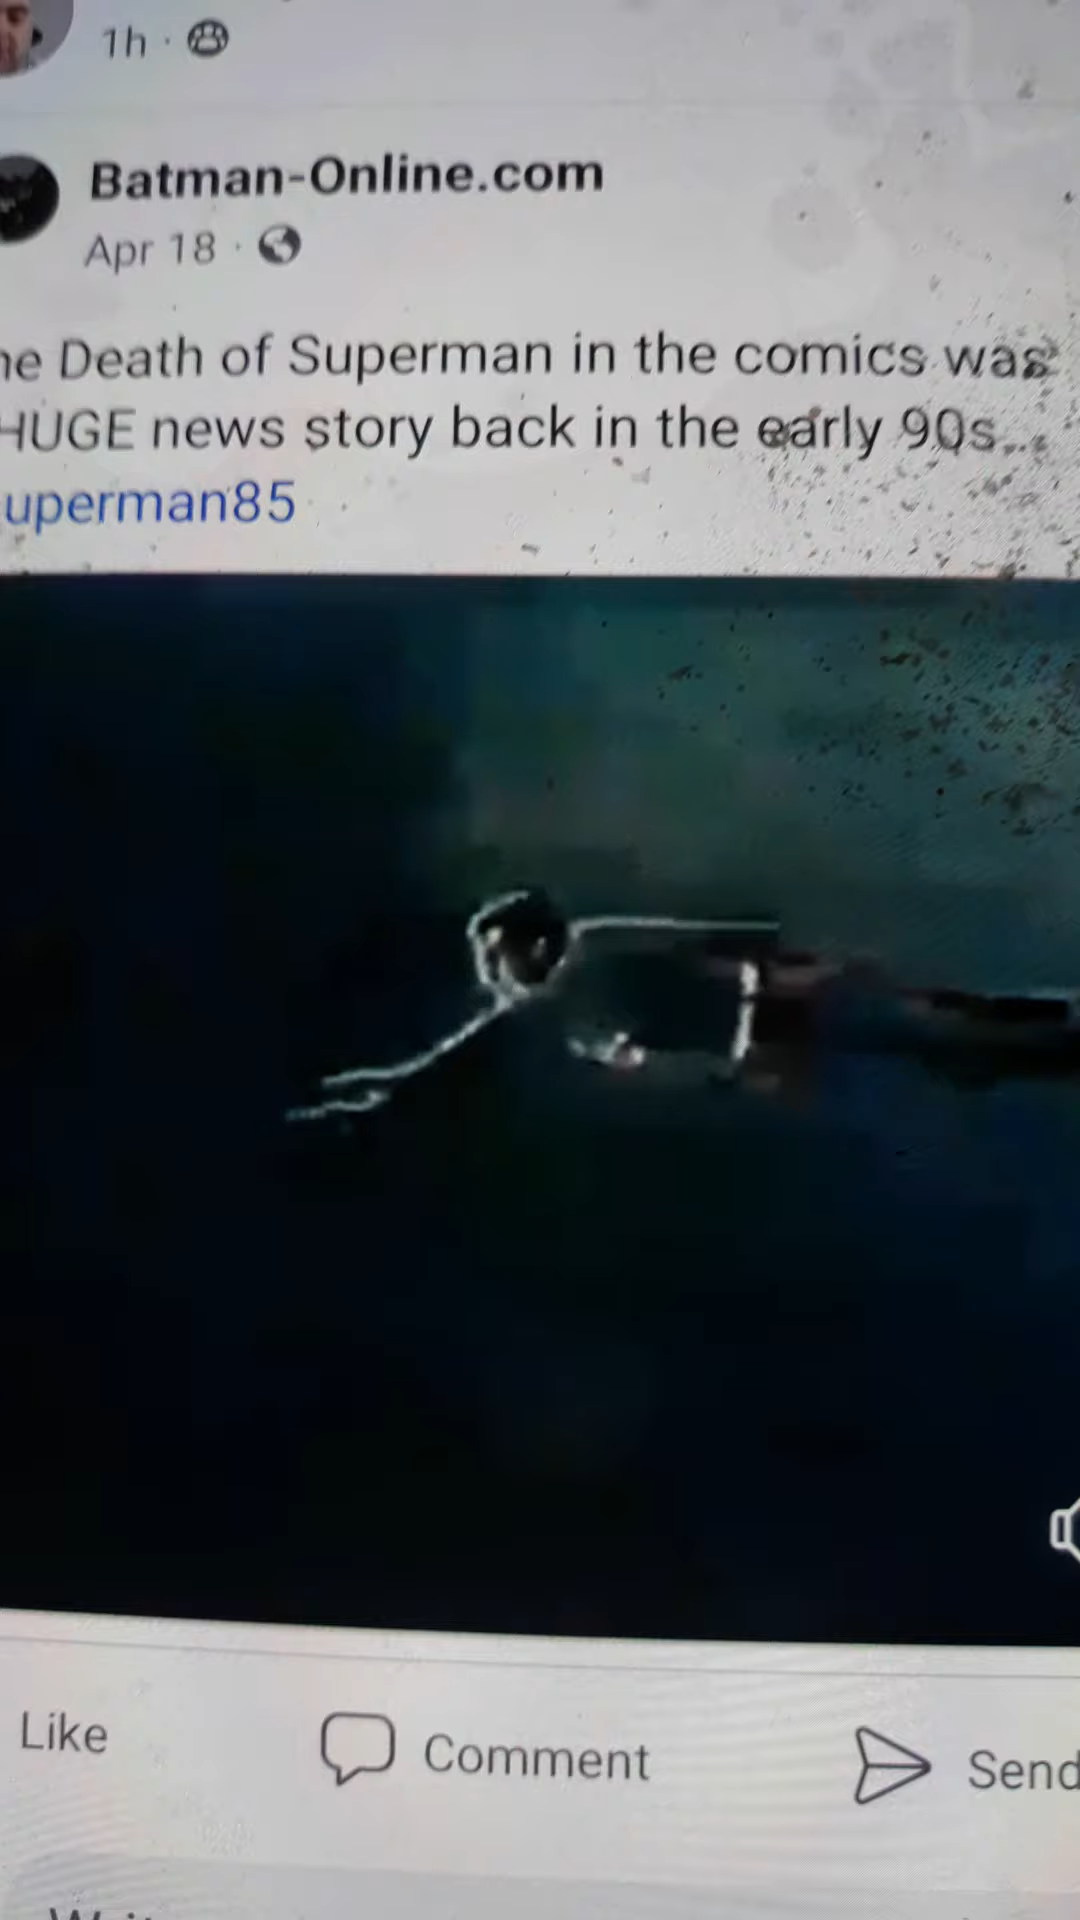 1h
Batman-Online.com
Apr 18
he Death of Superman in the comics was
HUGE news story back in the early 90s...
uperman85
Like
Comment
Send